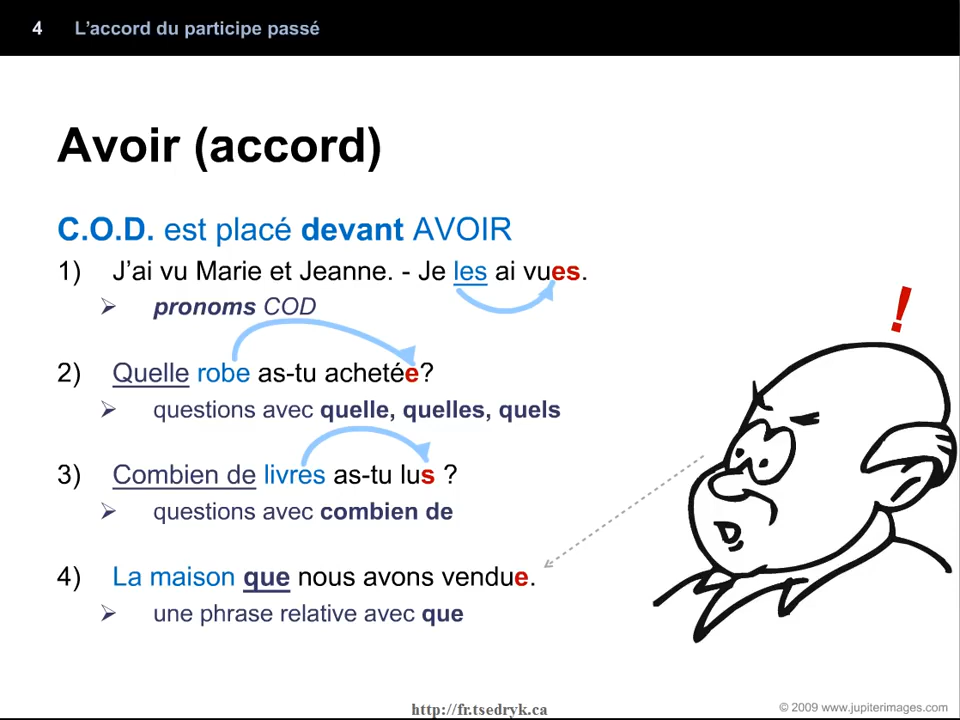 4 L’accord du participe passé
Avoir (accord)
C.O.D. est placé devant AVOIR
1) J’ai vu Marie et Jeanne. - Je les ai vues.
➢ pronoms COD
2) Quelle robe as-tu achetée?
➢ questions avec quelle, quelles, quels
3) Combien de livres as-tu lus ?
➢ questions avec combien de
4) La maison que nous avons vendue.
➢ une phrase relative avec que
!
http://fr.tsedryk.ca
© 2009 www.jupiterimages.com